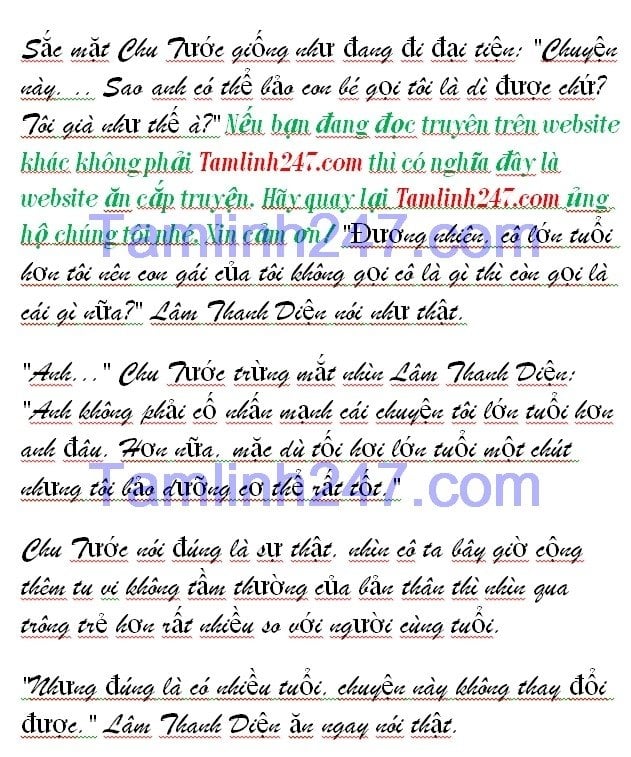 Sắc mặt Chu Tước giống như đang đi đại tiện: "Chuyện
này. .. Sao anh có thể bảo con bé gọi tôi là dì được chứ?
Tôi già như thế à?" Nếu bạn đang đọc truyện trên website
khác không phải Tamlinh247.com thì có nghĩa đây là
website ăn cắp truyện. Hãy quay lại Tamlinh247.com ủng
hộ chúng tôi nhé. Xin cảm ơn! "Đương nhiên, cô lớn tuổi
Tamlinh247.com
hơn tôi nên con gái của tôi không gọi cô là gì thì còn gọi là
cái gì nữa?" Lâm Thanh Diện nói như thật.
"Anh..." Chu Tước trừng mắt nhìn Lâm Thanh Diện:
"Anh không phải cố nhấn mạnh cái chuyện tôi lớn tuổi hơn
anh đâu. Hơn nữa, mặc dù tối hơi lớn tuổi một chút
nhưng tôi bảo dưỡng cơ thể rất tốt."
Tamlinh247.com
Chu Tước nói đúng là sự thật, nhìn cô ta bây giờ cộng
thêm tu vi không tầm thường của bản thân thì nhìn qua
trông trẻ hơn rất nhiều so với người cùng tuổi.
"Nhưng đúng là có nhiều tuổi, chuyện này không thay đổi
được." Lâm Thanh Diện ăn ngay nói thật.